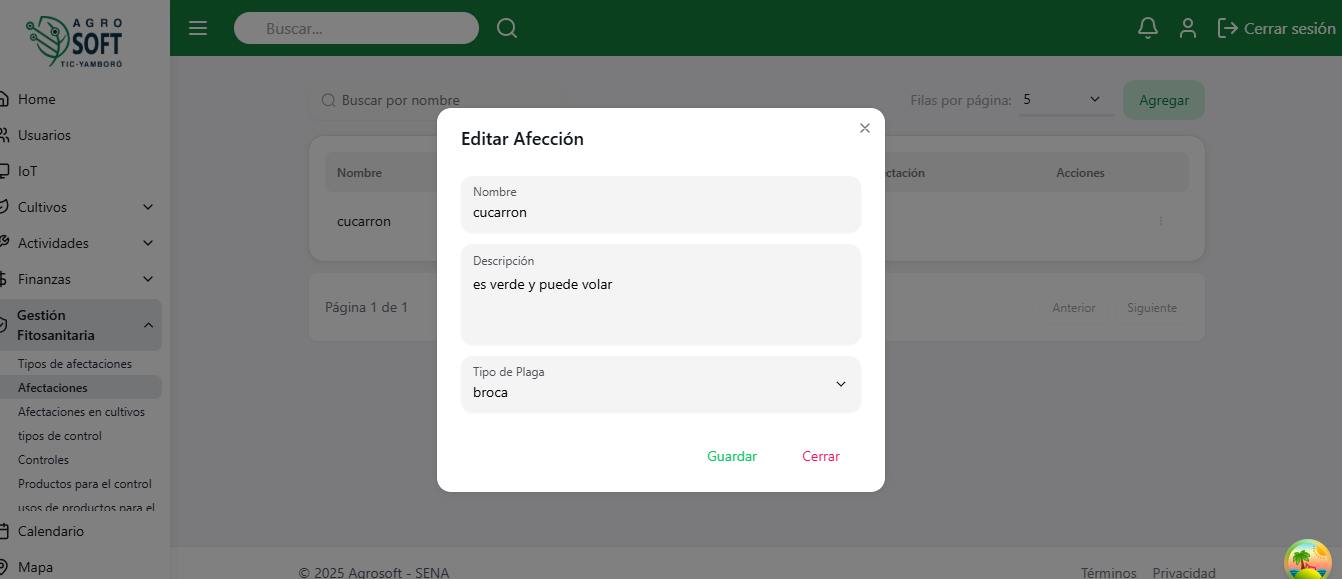 AGRO
SOFT
TIC-YAMBORÓ
Buscar...
Cerrar sesión
Home
Usuarios
IoT
Cultivos
Actividades
Finanzas
Gestión
Fitosanitaria
Tipos de afectaciones
Afectaciones
Afectaciones en cultivos
tipos de control
Controles
Productos para el control
usos de productos para el
Calendario
Mapa
Buscar por nombre
Filas por página: 5
Agregar
Nombre
ctación
Acciones
cucarron
Página 1 de 1
Anterior
Siguiente
Editar Afección
Nombre
cucarron
Descripción
es verde y puede volar
Tipo de Plaga
broca
Guardar
Cerrar
© 2025 Agrosoft - SENA
Términos
Privacidad